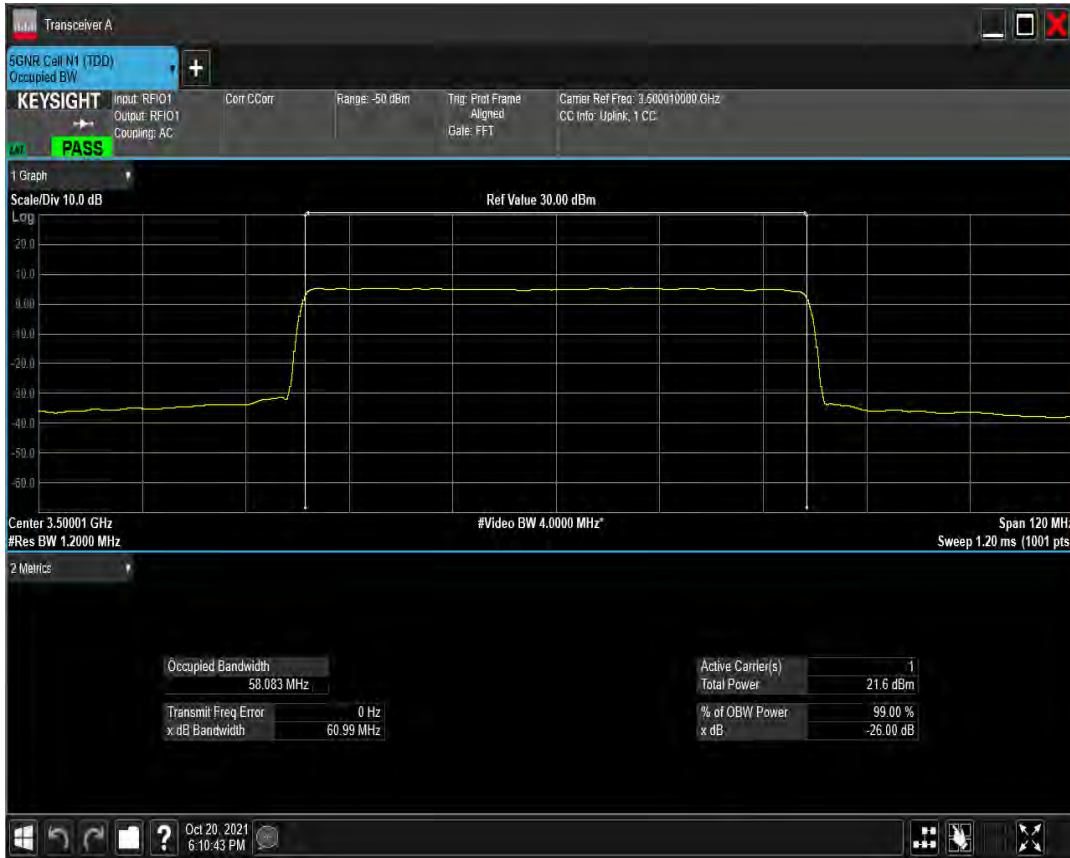 Transceiver A
5GNR Cell N1 (TDD)
Occupied BW
+
KEYSIGHT
Input: RFIO1
Output: RFIO1
Coupling: AC
Corr CCorr
Range: -50 dBm
Trig: Prot Frame
Aligned
Gate: FFT
Carrier Ref Freq: 3.500010000 GHz
CC Info: Uplink, 1 CC
PASS
1 Graph
Scale/Div 10.0 dB
Ref Value 30.00 dBm
Log
20.0
10.0
0.00
-10.0
-20.0
-30.0
-40.0
-50.0
-60.0
Center 3.50001 GHz
#Video BW 4.0000 MHz*
Span 120 MHz
#Res BW 1.2000 MHz
Sweep 1.20 ms (1001 pts
2 Metrics
Occupied Bandwidth
58.083 MHz
Transmit Freq Error 0 Hz
x dB Bandwidth 60.99 MHz
Active Carrier(s) 1
Total Power 21.6 dBm
% of OBW Power 99.00 %
x dB -26.00 dB
?
Oct 20, 2021
6:10:43 PM